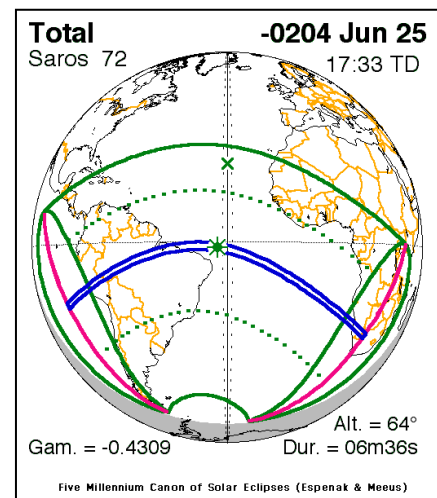 Total -0204 Jun 25
Saros 72 17:33 TD
Alt. = 64°
Gam. = -0.4309 Dur. = 06m36s
Five Millennium Canon of Solar Eclipses (Espenak & Meeus)